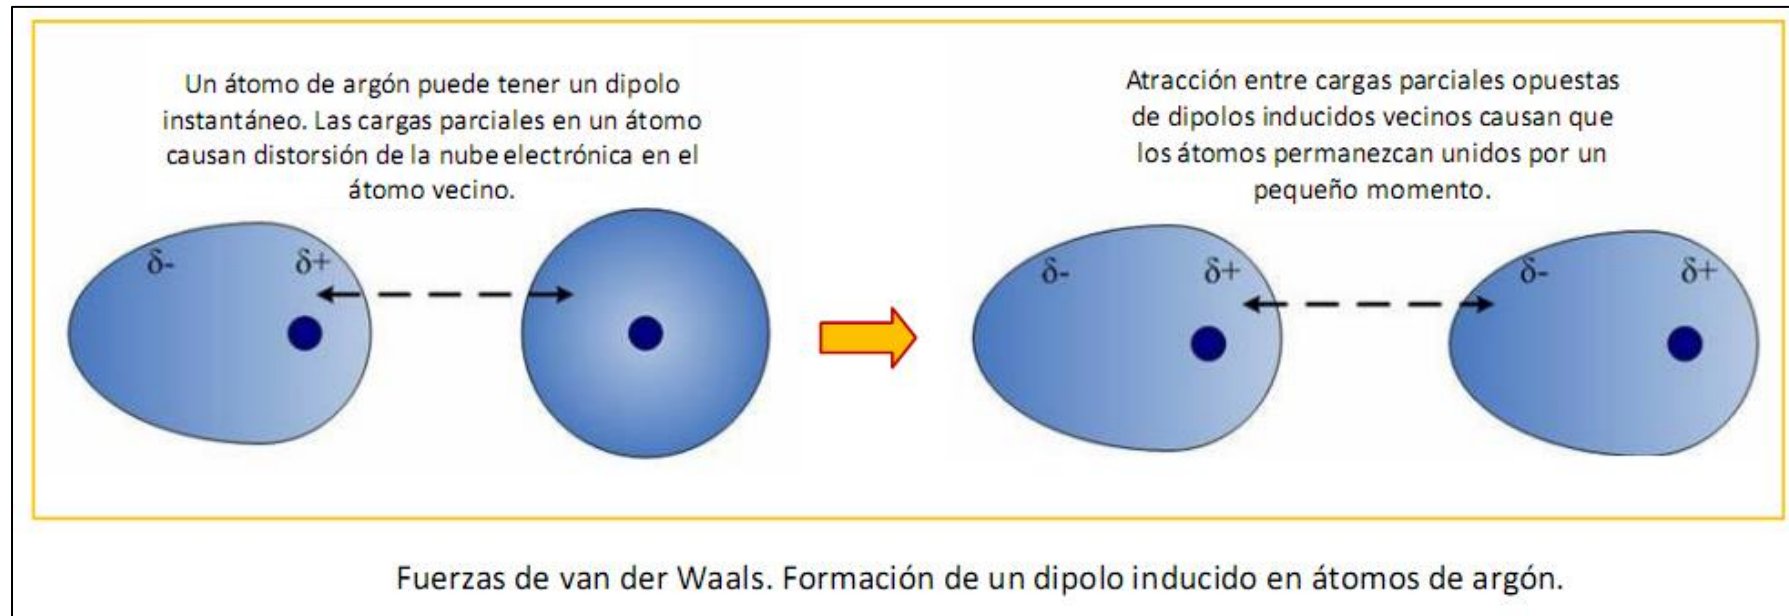 Un átomo de argón puede tener un dipolo
instantáneo. Las cargas parciales en un átomo
causan distorsión de la nube electrónica en el
átomo vecino.
Atracción entre cargas parciales opuestas
de dipolos inducidos vecinos causan que
los átomos permanezcan unidos por un
pequeño momento.
δ- δ+
δ- δ+
δ- δ+
Fuerzas de van der Waals. Formación de un dipolo inducido en átomos de argón.